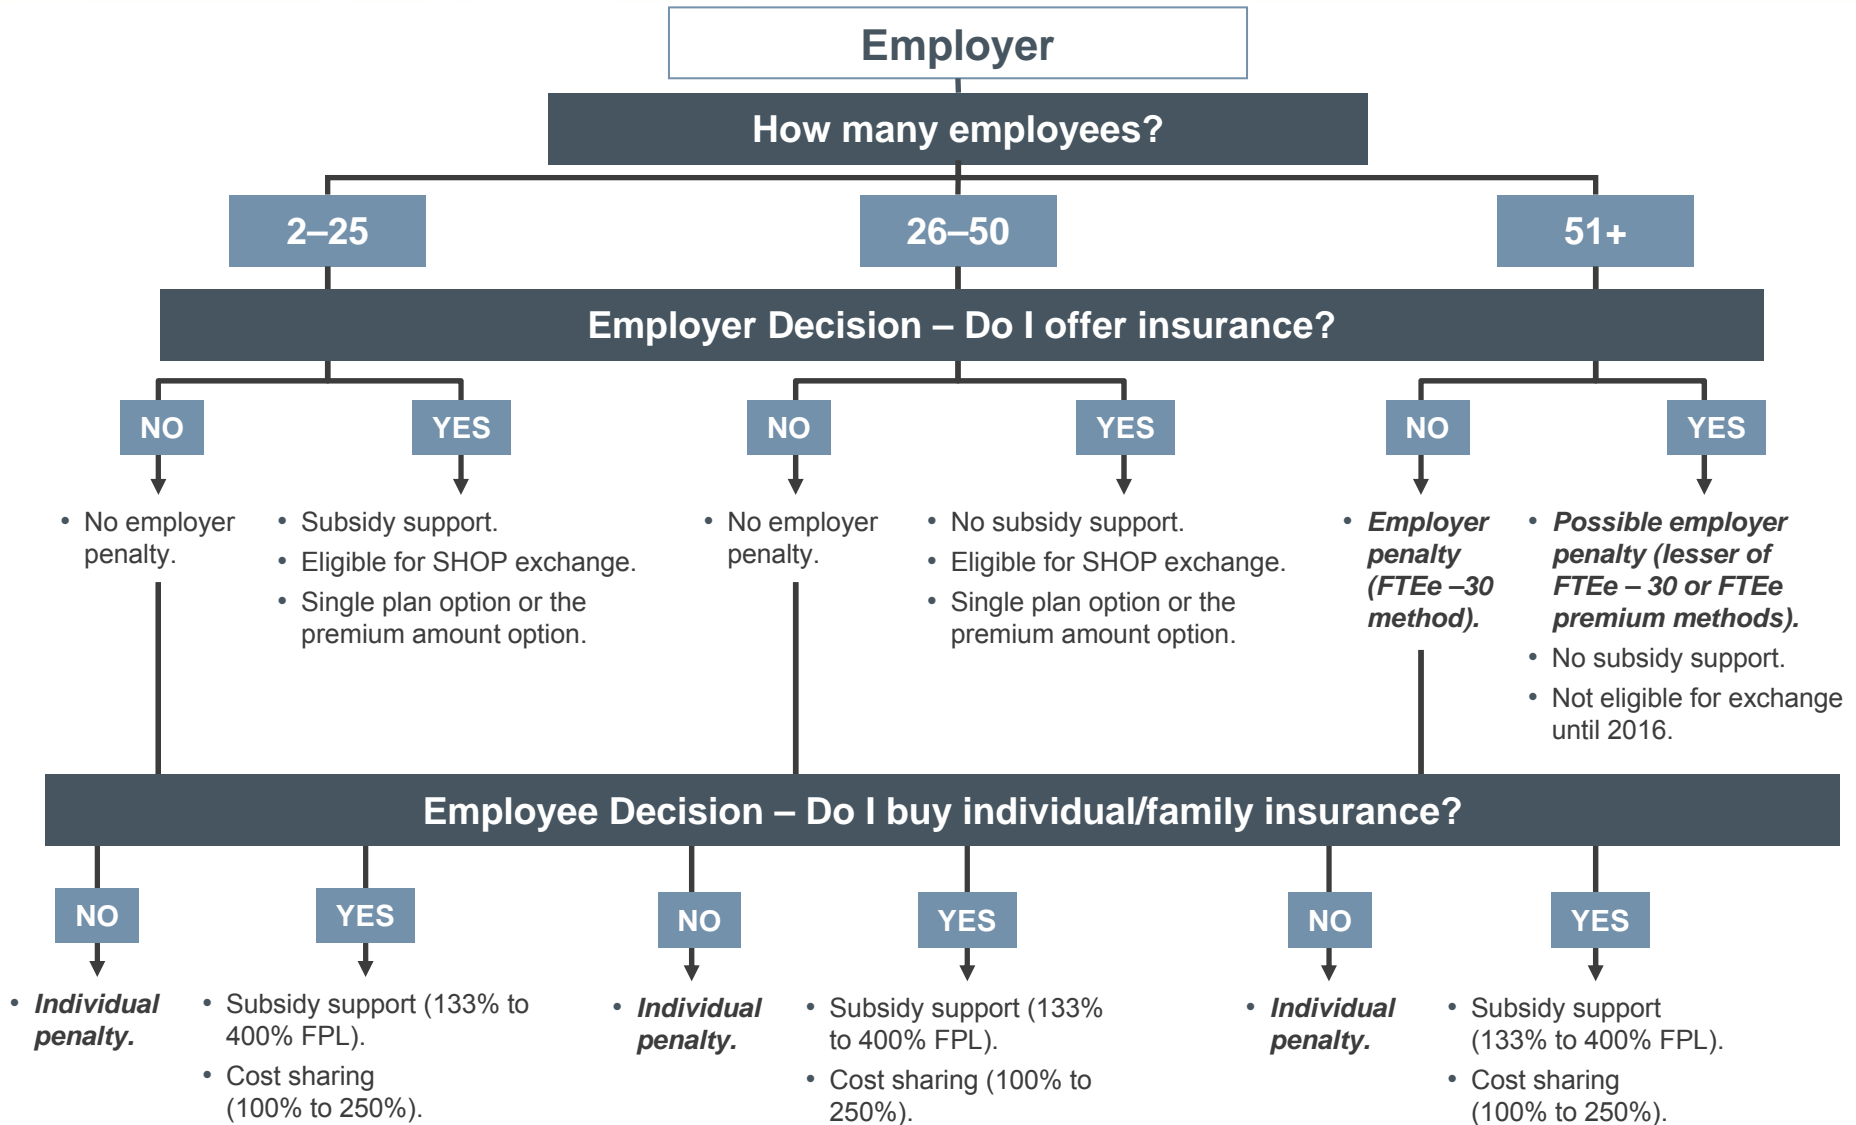 Employer
How many employees?
2–25
26–50
51+
Employer Decision – Do I offer insurance?
NO
YES
NO
YES
NO
YES
• No employer
penalty.
• Subsidy support.
• Eligible for SHOP exchange.
• Single plan option or the
premium amount option.
• No employer
penalty.
• No subsidy support.
• Eligible for SHOP exchange.
• Single plan option or the
premium amount option.
• Employer
penalty
(FTEe –30
method).
• Possible employer
penalty (lesser of
FTEe – 30 or FTEe
premium methods).
• No subsidy support.
• Not eligible for exchange
until 2016.
Employee Decision – Do I buy individual/family insurance?
NO
YES
NO
YES
NO
YES
• Individual
penalty.
• Subsidy support (133% to
400% FPL).
• Cost sharing
(100% to 250%).
• Individual
penalty.
• Subsidy support (133%
to 400% FPL).
• Cost sharing (100% to
250%).
• Individual
penalty.
• Subsidy support
(133% to 400% FPL).
• Cost sharing
(100% to 250%).